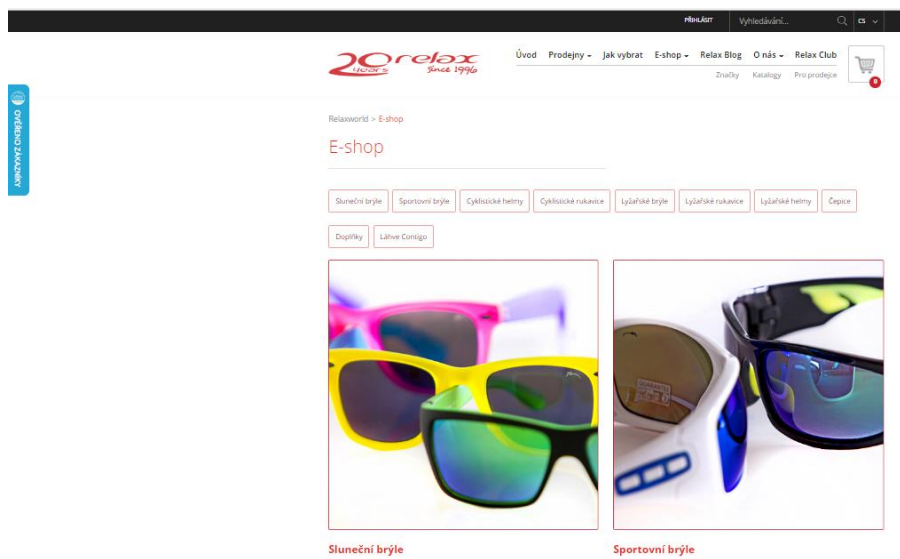 PŘIHLÁSIT Vyhledávání... CS
20 years relax Since 1996
Úvod Prodejny Jak vybrat E-shop Relax Blog O nás Relax Club
Značky Katalogy Pro prodejce
0
OVĚŘENO ZÁKAZNÍKY
Relaxworld > E-shop
E-shop
Sluneční brýle Sportovní brýle Cyklistické helmy Cyklistické rukavice Lyžařské brýle Lyžařské rukavice Lyžařské helmy Čepice
Doplňky Láhve Contigo
GUARANTEE
Sluneční brýle Sportovní brýle